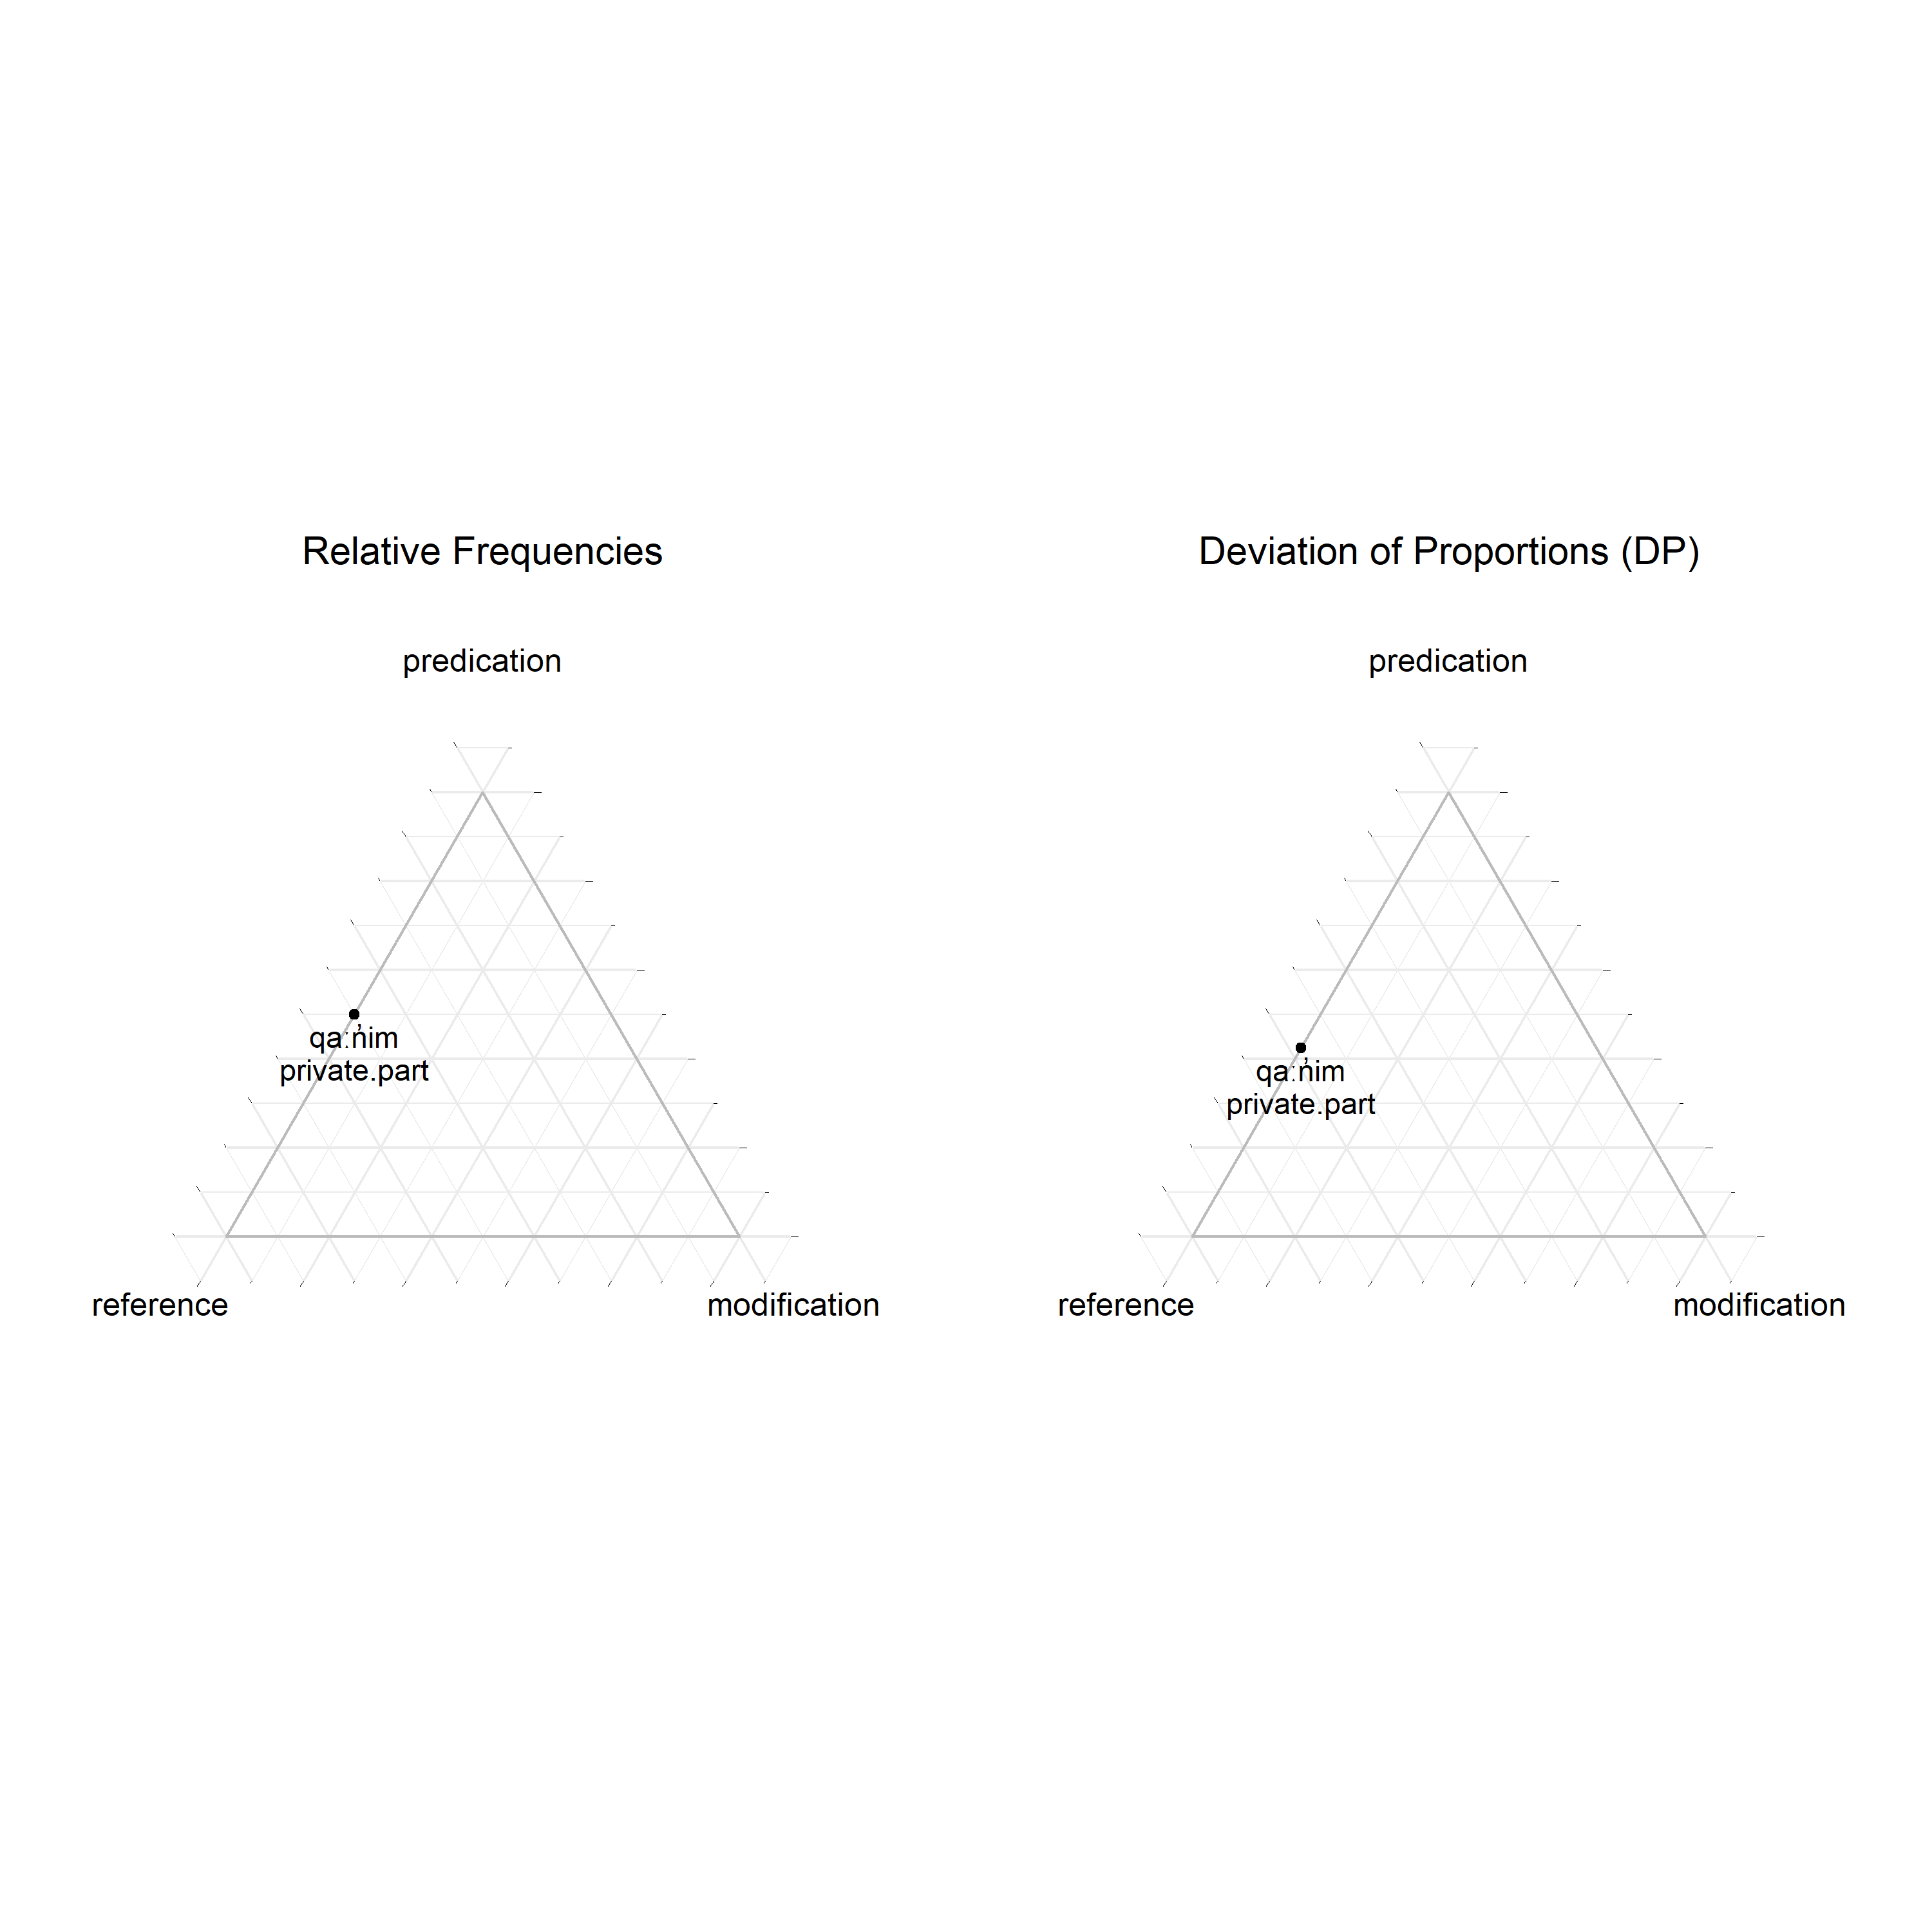 Relative Frequencies
predication
qaːn̓im
private.part
reference
modification
Deviation of Proportions (DP)
predication
qaːn̓im
private.part
reference
modification